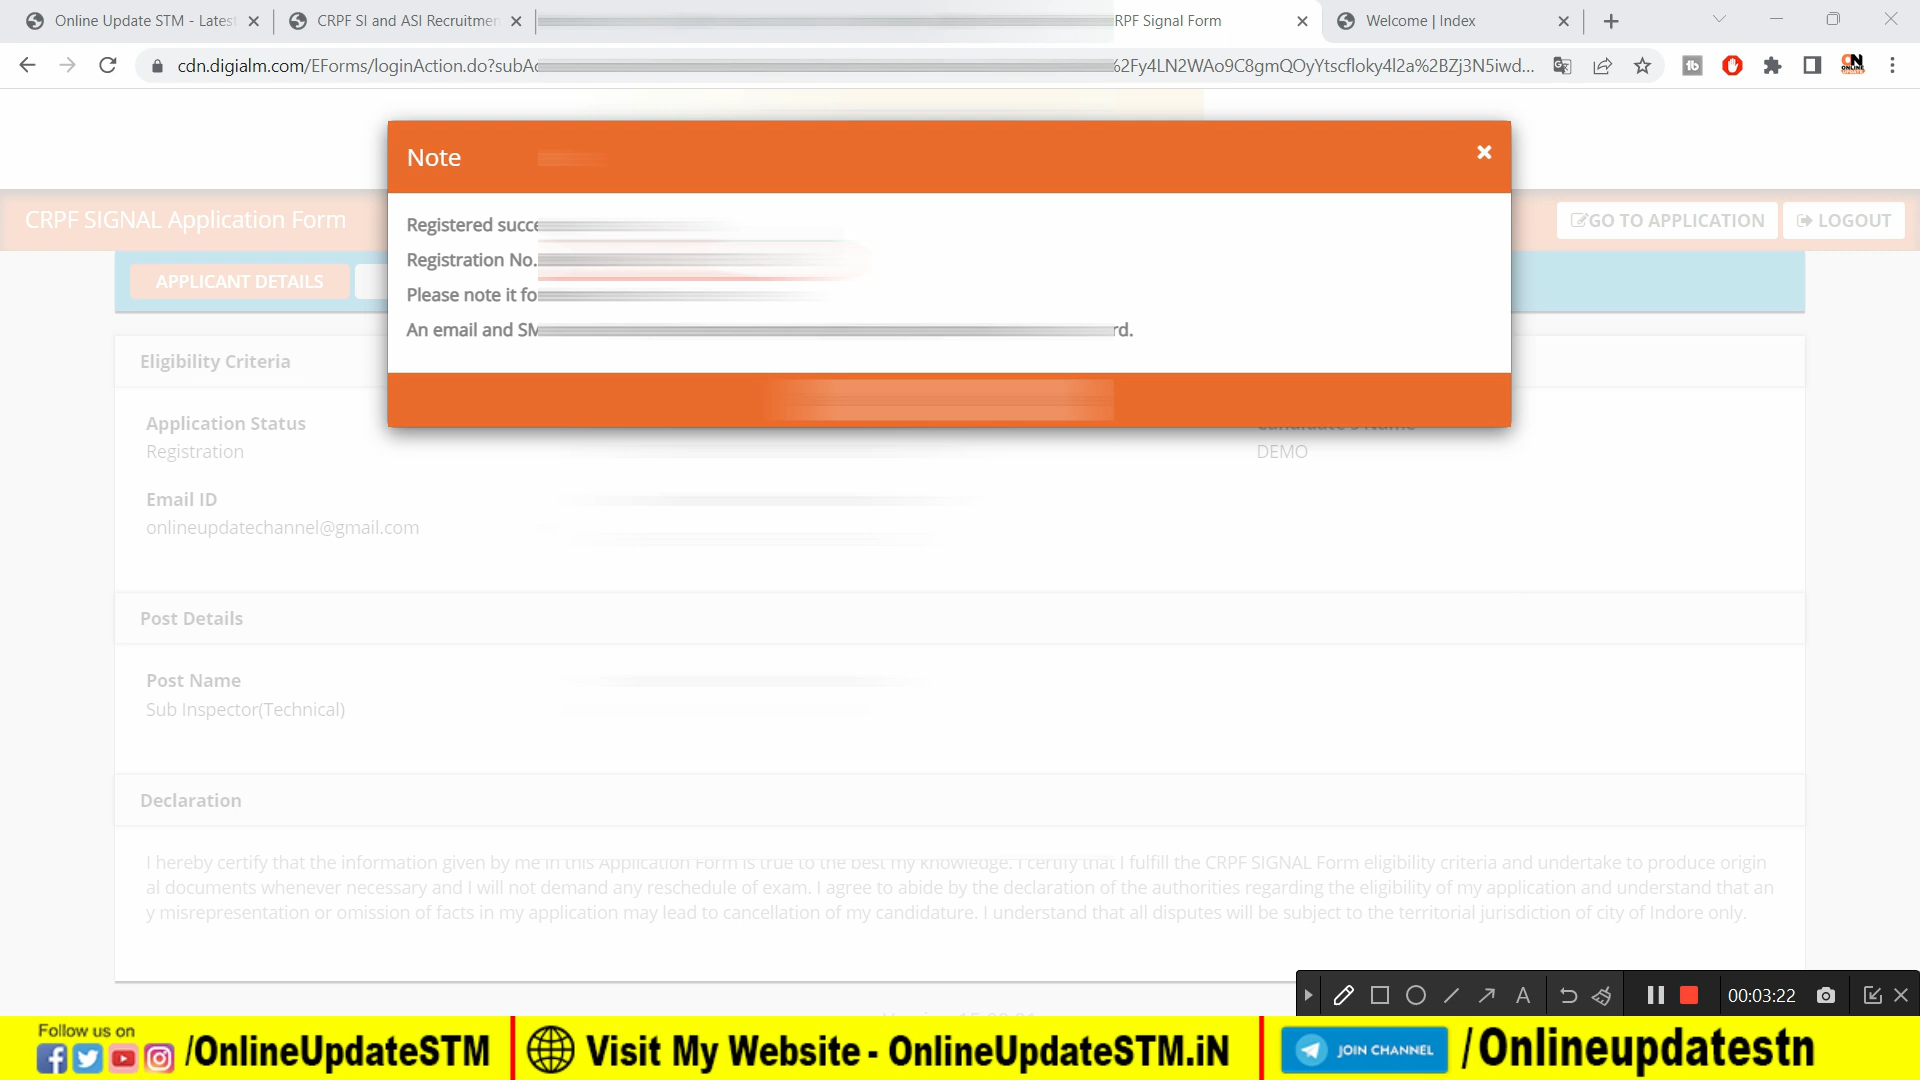 Online Update STM - Latest
CRPF SI and ASI Recruitmen
RPF Signal Form
Welcome | Index
cdn.digialm.com/EForms/loginAction.do?subAc
%2Fy4LN2WAo9C8gmQOyYtscfloky4l2a%2BZj3N5iwd...
Note
Registered succe
Registration No.
Please note it fo
An email and SM
rd.
CRPF SIGNAL Application Form
GO TO APPLICATION
LOGOUT
APPLICANT DETAILS
Eligibility Criteria
Application Status
Candidate's Name
Registration
DEMO
Email ID
onlineupdatechannel@gmail.com
Post Details
Post Name
Sub Inspector(Technical)
Declaration
I hereby certify that the information given by me in this Application Form is true to the best my knowledge. I certify that I fulfill the CRPF SIGNAL Form eligibility criteria and undertake to produce origin
al documents whenever necessary and I will not demand any reschedule of exam. I agree to abide by the declaration of the authorities regarding the eligibility of my application and understand that an
y misrepresentation or omission of facts in my application may lead to cancellation of my candidature. I understand that all disputes will be subject to the territorial jurisdiction of city of Indore only.
00:03:22
Follow us on
/OnlineUpdateSTM
Visit My Website - OnlineUpdateSTM.iN
JOIN CHANNEL
/Onlineupdatestn